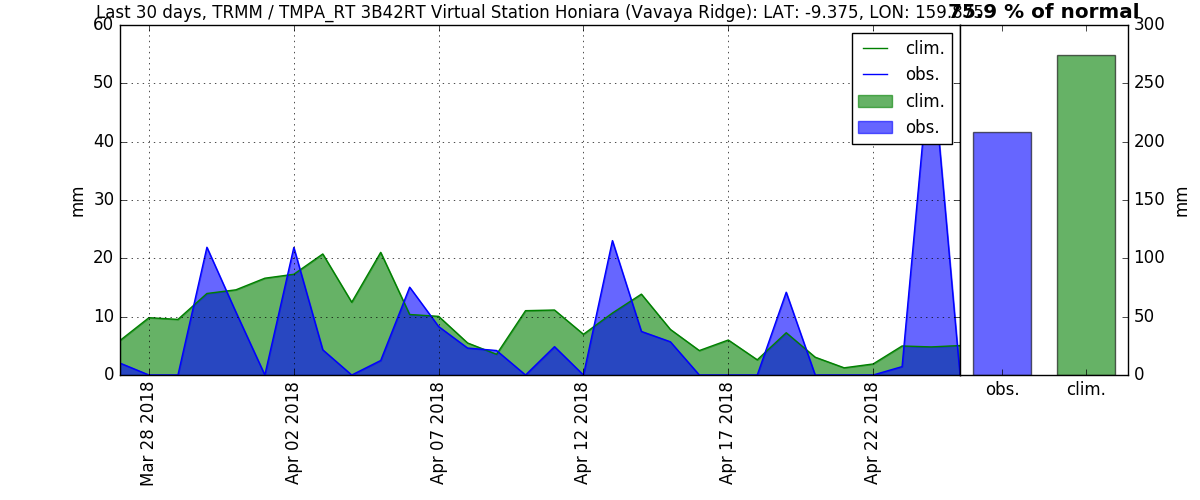 Last 30 days, TRMM / TMPA_RT 3B42RT Virtual Station Honiara (Vavaya Ridge): LAT: -9.375, LON: 159.875
75.9 % of normal
60
50
40
30
20
10
0
mm
clim.
obs.
clim.
obs.
300
250
200
150
100
50
0
mm
Mar 28 2018
Apr 02 2018
Apr 07 2018
Apr 12 2018
Apr 17 2018
Apr 22 2018
obs.
clim.